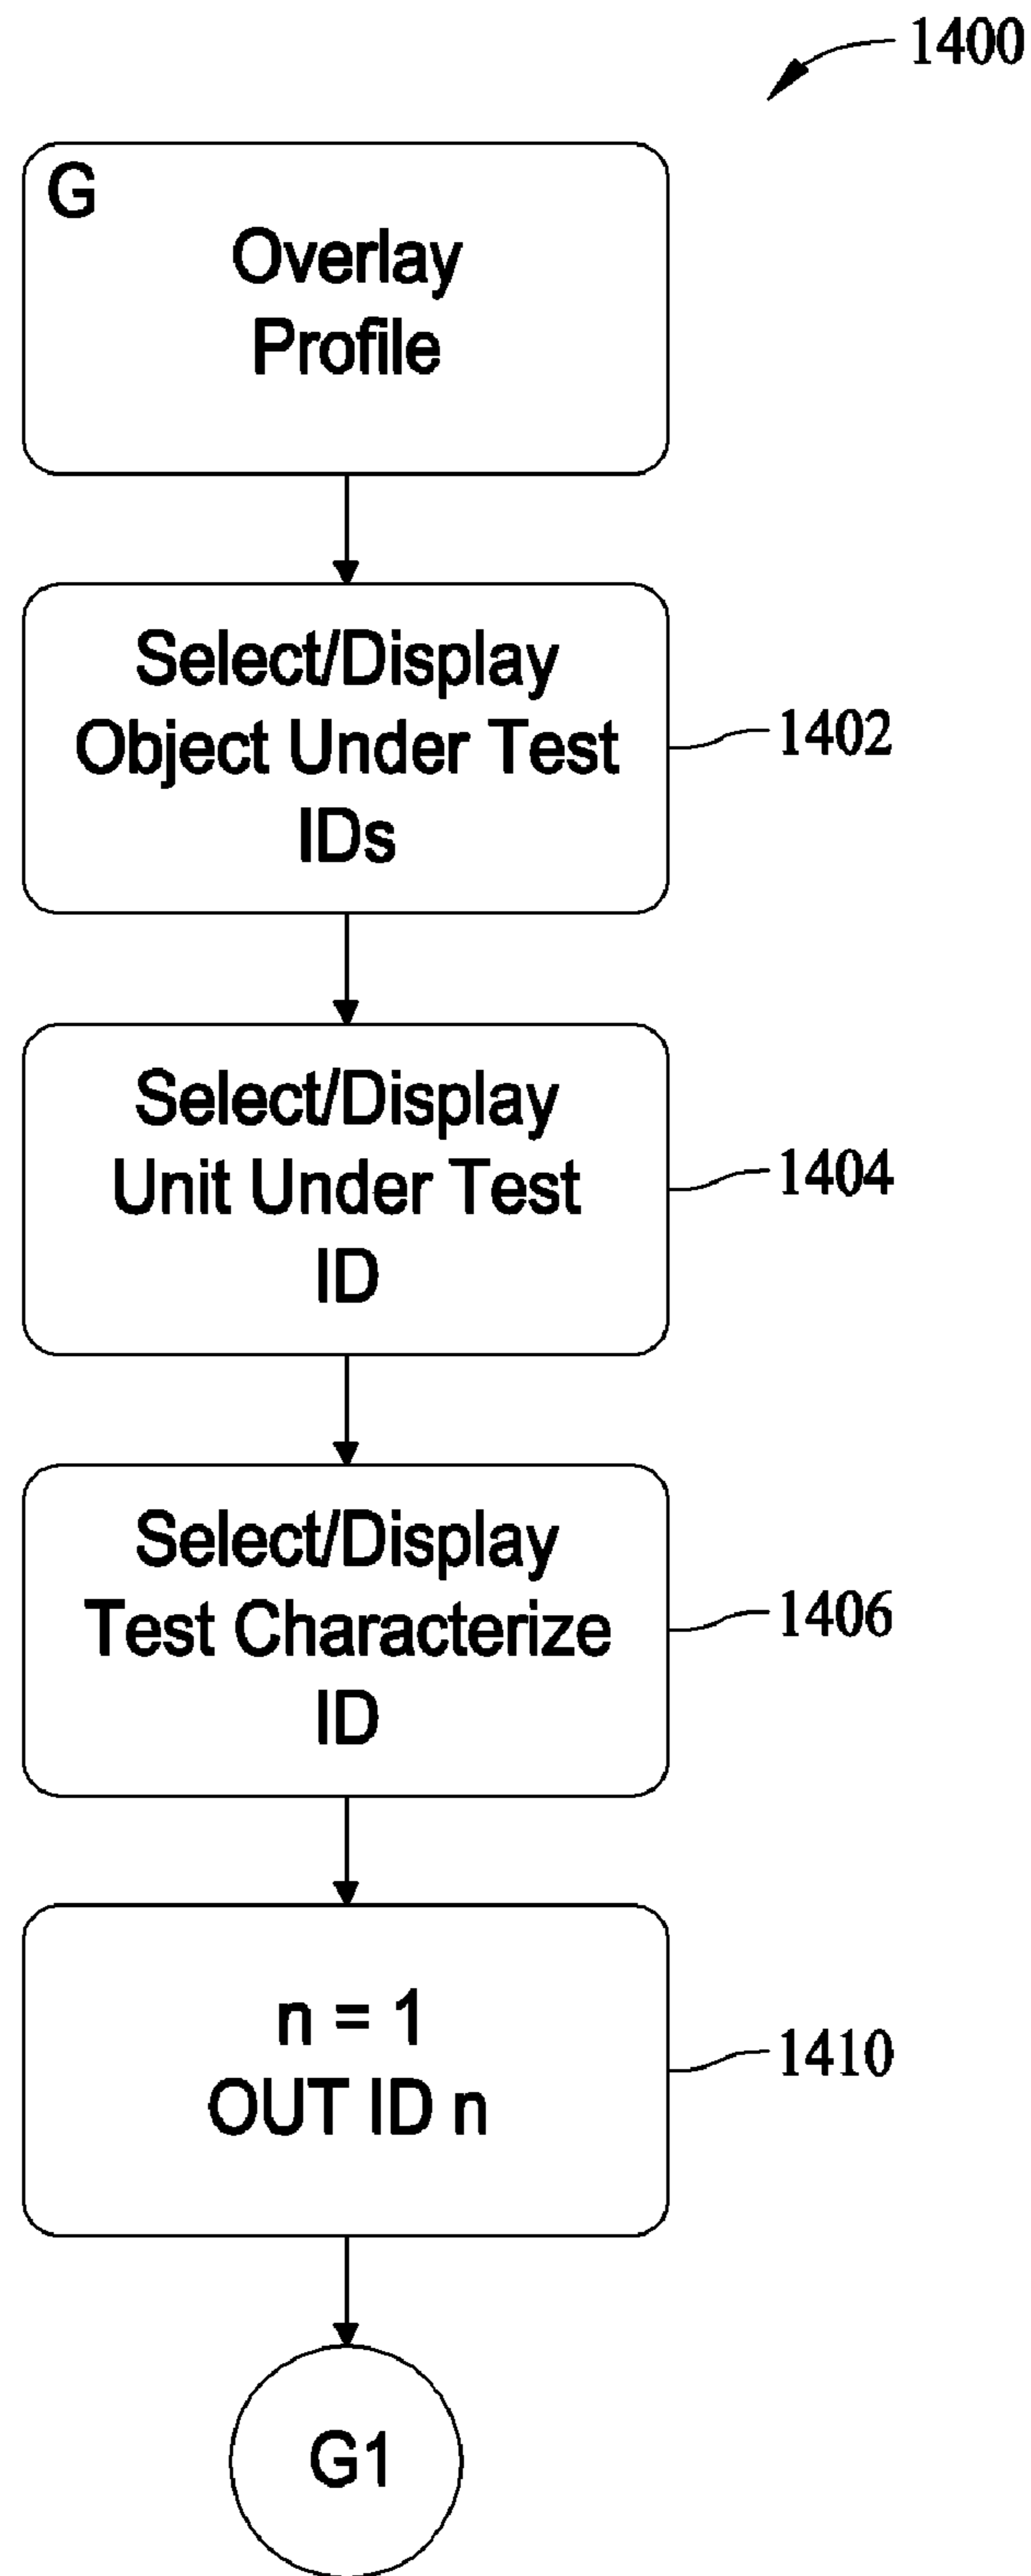 1400
G
Overlay
Profile
Select/Display
Object Under Test
IDs
1402
Select/Display
Unit Under Test
ID
1404
Select/Display
Test Characterize
ID
1406
n = 1
OUT ID n
1410
G1